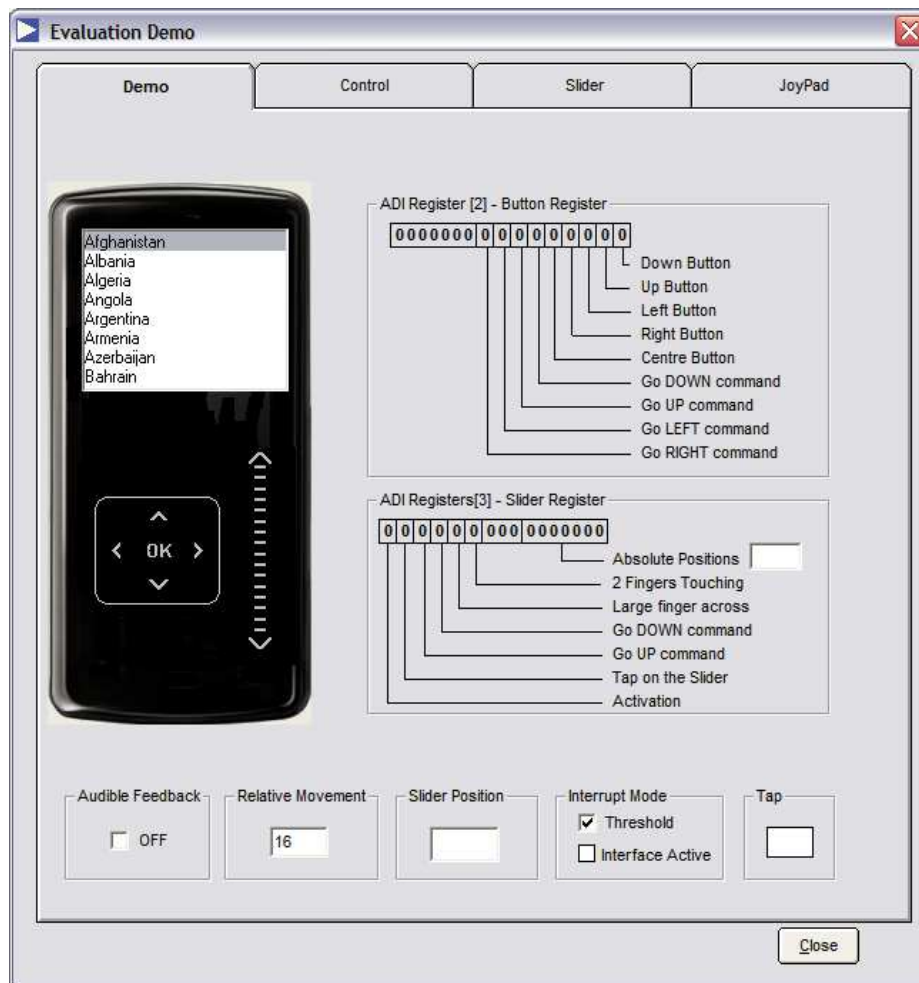 Evaluation Demo
Demo
Control
Slider
JoyPad
Afghanistan
Albania
Algeria
Angola
Argentina
Armenia
Azerbaijan
Bahrain
OK
ADI Register [2] - Button Register
0000000 0 0 0 0 0 0 0 0 0
Down Button
Up Button
Left Button
Right Button
Centre Button
Go DOWN command
Go UP command
Go LEFT command
Go RIGHT command
ADI Registers[3] - Slider Register
0 0 0 0 0 0 000 0000000
Absolute Positions
2 Fingers Touching
Large finger across
Go DOWN command
Go UP command
Tap on the Slider
Activation
Audible Feedback
OFF
Relative Movement
16
Slider Position
Interrupt Mode
Threshold
Interface Active
Tap
Close